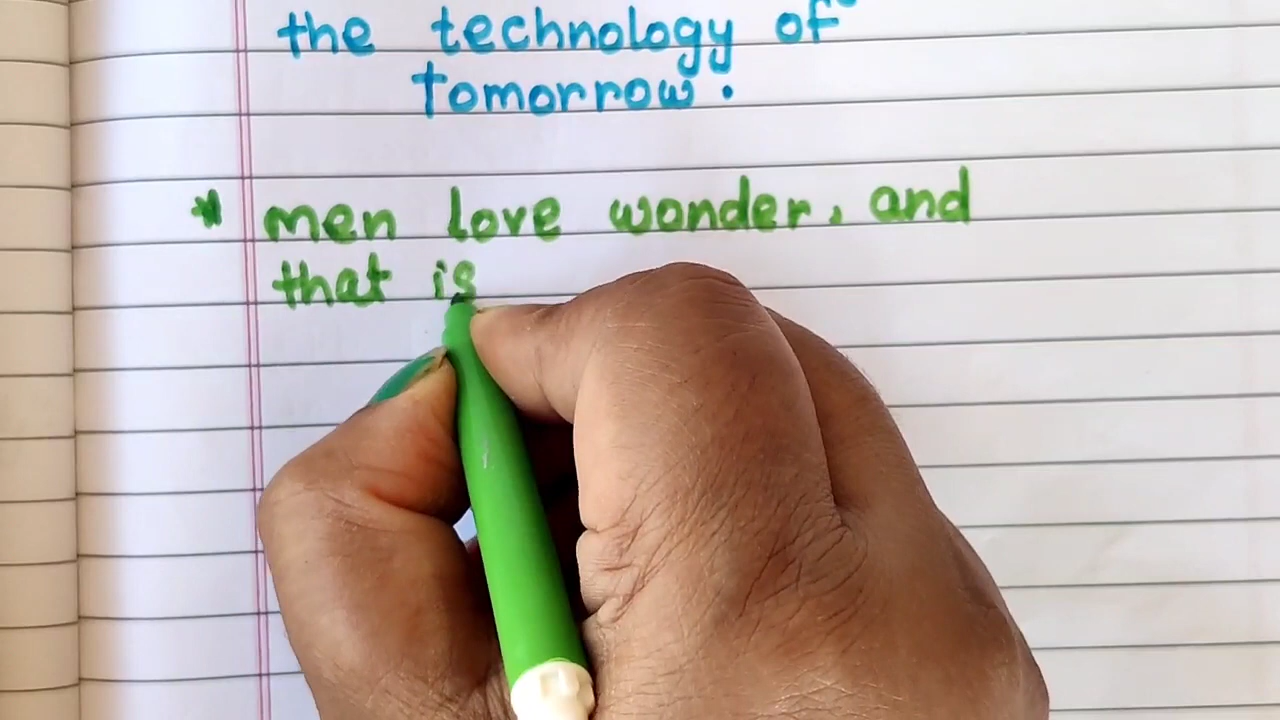 the technology of
tomorrow.
* men love wonder, and
that is